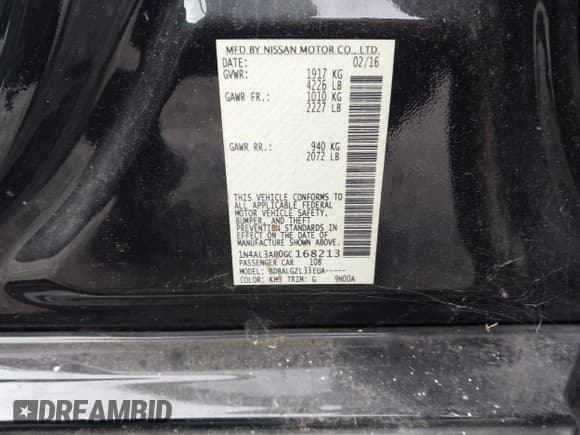 MFD BY NISSAN MOTOR CO., LTD.
DATE: 02/16
GVWR: 1917 KG
4226 LB
GAWR FR.: 1010 KG
2227 LB
GAWR RR.: 940 KG
2072 LB
THIS VEHICLE CONFORMS TO
ALL APPLICABLE FEDERAL
MOTOR VEHICLE SAFETY,
BUMPER, AND THEFT
PREVENTION STANDARDS IN
EFFECT ON THE DATE OF
MANUFACTURE SHOWN ABOVE.
1N4AL3AP0GC168213
PASSENGER CAR 108
MODEL: BDBALGZL33EUA-----
COLOR: KH3 TRIM: G 9N00A
DREAMBID